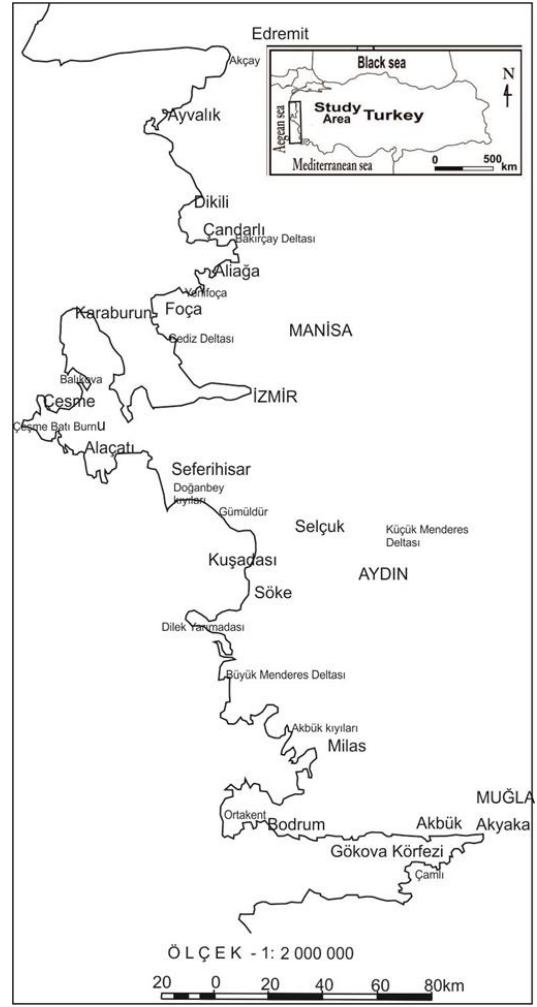 Edremit
Akçay
Black sea
N
Study
Area
Turkey
Aegean sea
Mediterranean sea
0 500
km
Ayvalık
Dikili
Çandarlı
Bakırçay Deltası
Aliağa
Yenifoça
Karaburun
Foça
MANİSA
Gediz Deltası
Balıkova
İZMİR
Çeşme
Çeşme Batı Burnu
Alaçatı
Seferihisar
Doğanbey
kıyıları
Gümüldür
Selçuk
Küçük Menderes
Deltası
Kuşadası
AYDIN
Söke
Dilek Yarımadası
Büyük Menderes Deltası
Akbük kıyıları
Milas
MUĞLA
Ortakent
Bodrum
Akbük
Akyaka
Gökova Körfezi
Çamlı
ÖLÇEK - 1: 2 000 000
20 0 20 40 60 80km